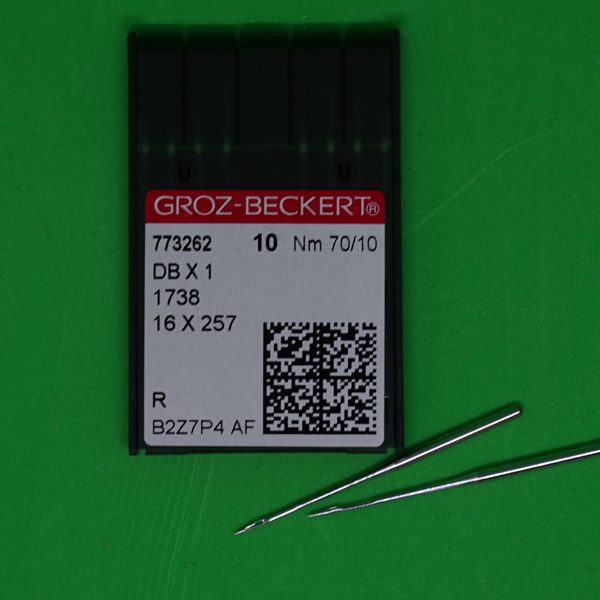 U U
GROZ-BECKERT®
773262 10 Nm 70/10
DB X 1
1738
16 X 257
R
B2Z7P4 AF